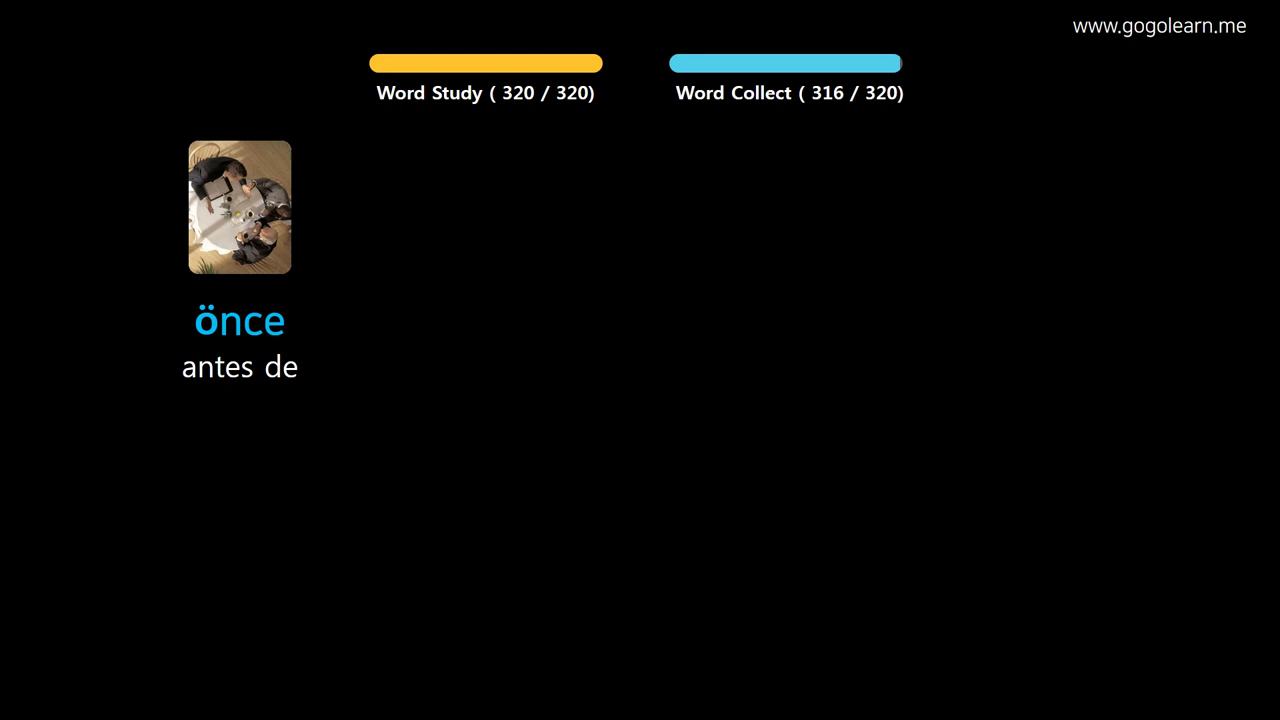 www.gogolearn.me
Word Study ( 320 / 320)
Word Collect ( 316 / 320)
önce
antes de